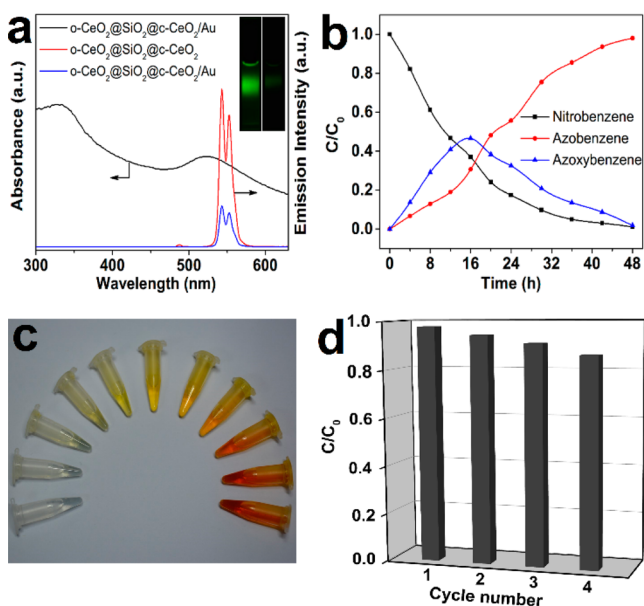 a
o-CeO₂@SiO₂@c-CeO₂/Au
o-CeO₂@SiO₂@c-CeO₂
o-CeO₂@SiO₂@c-CeO₂/Au
Absorbance (a.u.)
Emission Intensity (a.u.)
300 400 500 600
Wavelength (nm)
b
1.0
0.8
0.6
0.4
0.2
0.0
C/C₀
Nitrobenzene
Azobenzene
Azoxybenzene
0 8 16 24 32 40 48
Time (h)
c
d
1.0
0.8
0.6
0.4
0.2
0.0
C/C₀
1 2 3 4
Cycle number